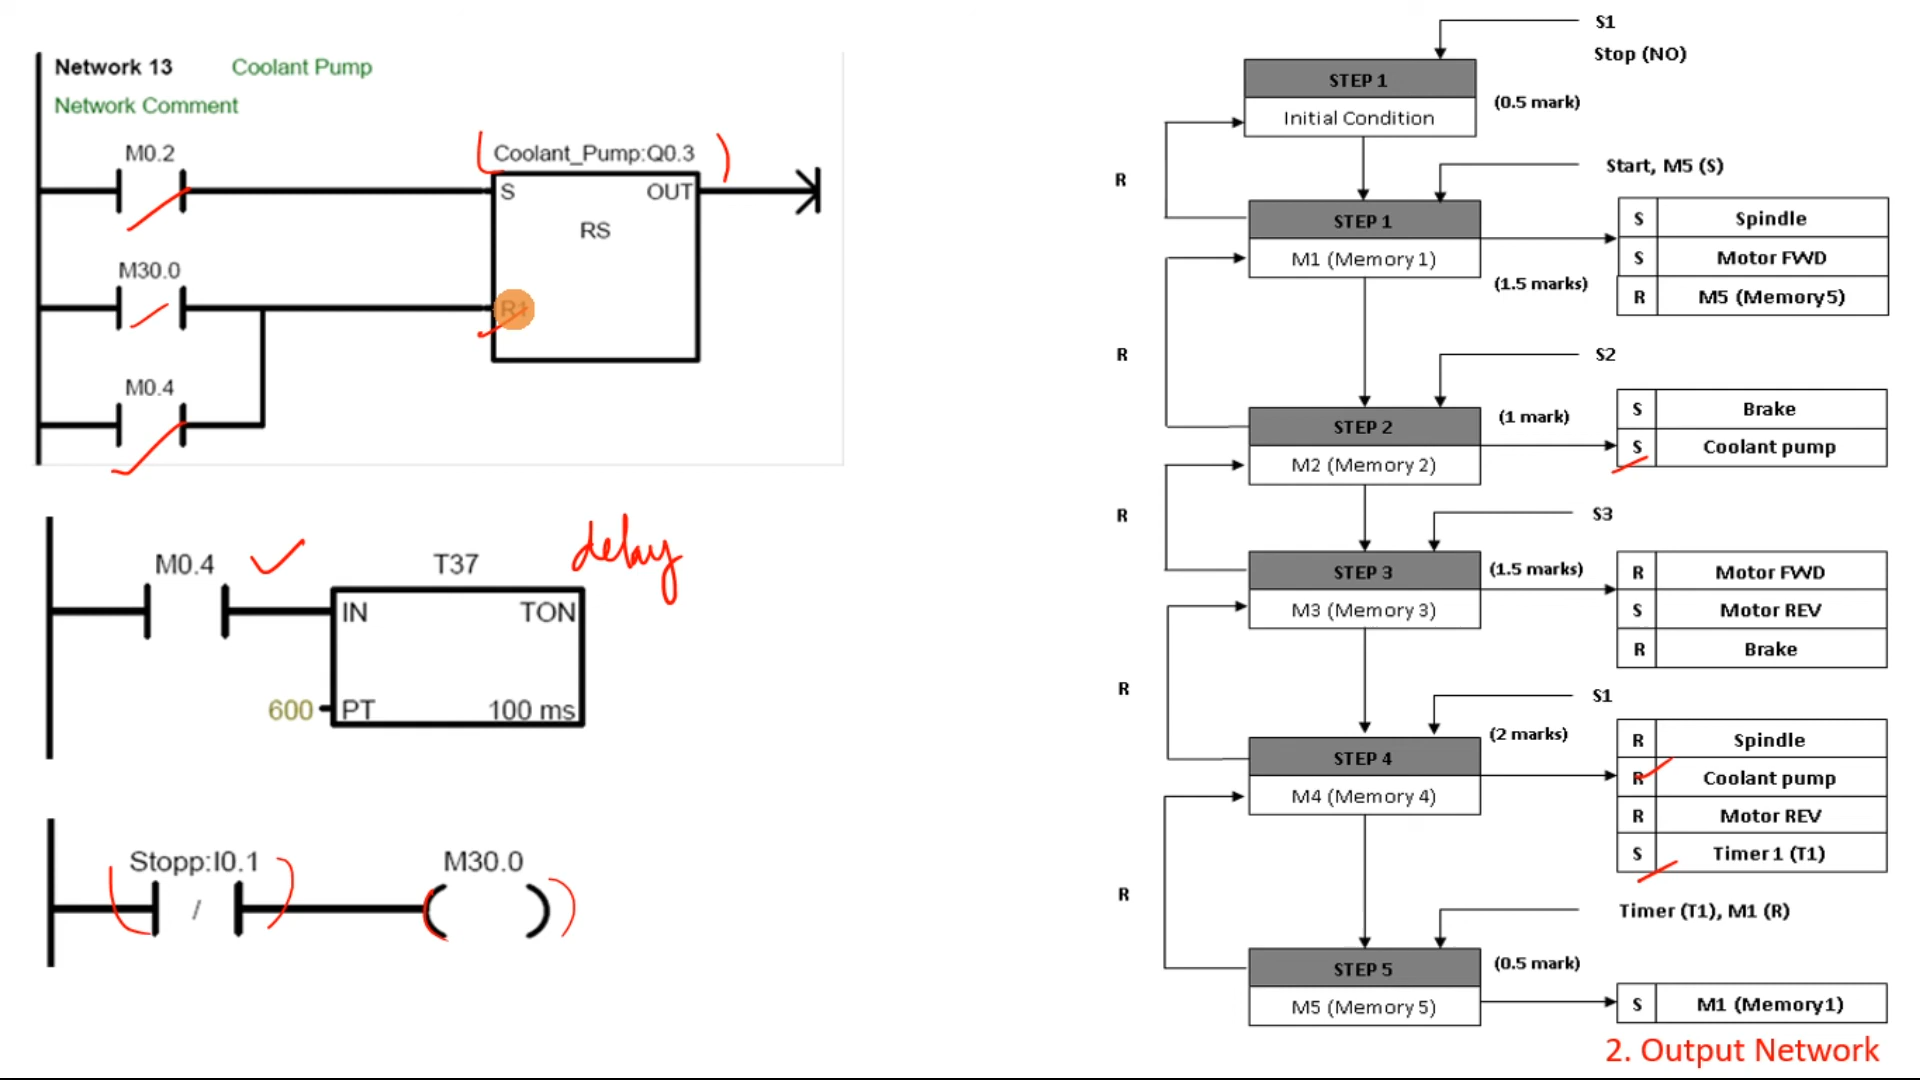 Network 13 Coolant Pump
Network Comment
M0.2
Coolant_Pump:Q0.3
S OUT
RS
M30.0
R1
M0.4
M0.4
T37
delay
IN TON
600 PT 100 ms
Stopp:I0.1
/
M30.0
S1
Stop (NO)
STEP 1
Initial Condition
(0.5 mark)
R
Start, M5 (S)
STEP 1
M1 (Memory 1)
(1.5 marks)
S Spindle
S Motor FWD
R M5 (Memory 5)
R
S2
STEP 2
M2 (Memory 2)
(1 mark)
S Brake
S Coolant pump
R
S3
STEP 3
M3 (Memory 3)
(1.5 marks)
R Motor FWD
S Motor REV
R Brake
R
S1
STEP 4
M4 (Memory 4)
(2 marks)
R Spindle
R Coolant pump
R Motor REV
S Timer 1 (T1)
R
Timer (T1), M1 (R)
STEP 5
M5 (Memory 5)
(0.5 mark)
S M1 (Memory 1)
2. Output Network